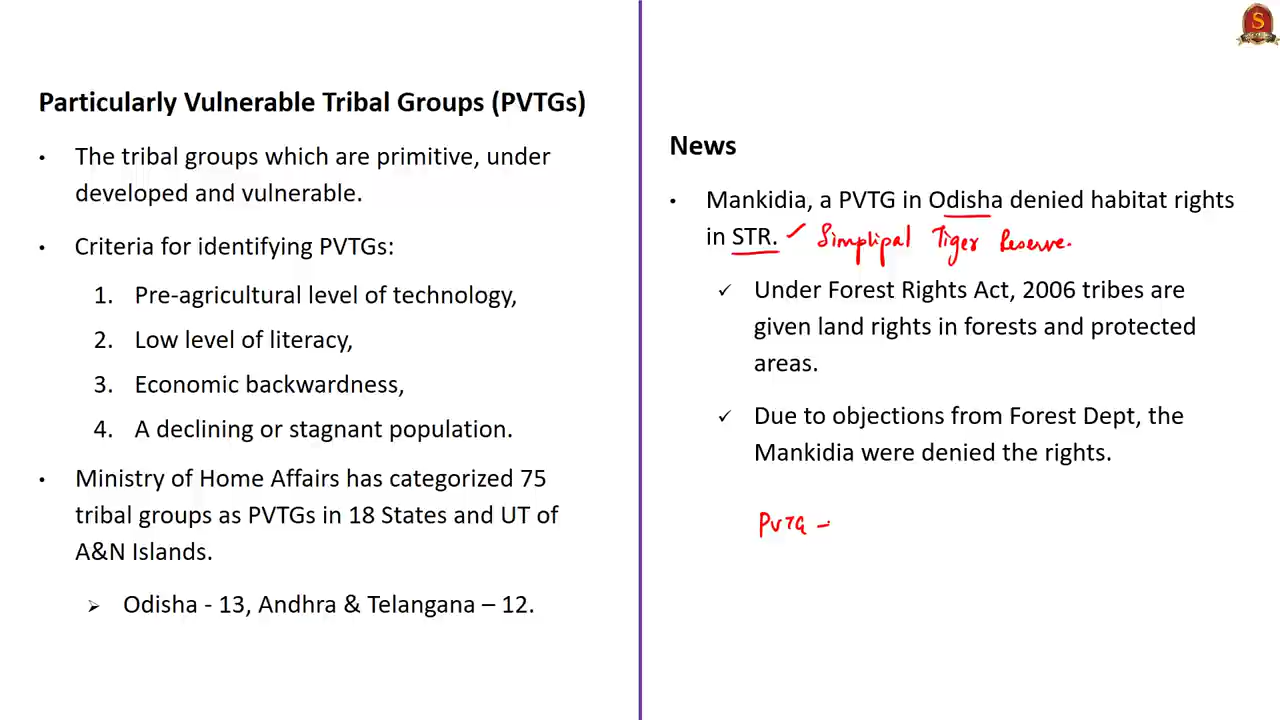 Particularly Vulnerable Tribal Groups (PVTGs)
• The tribal groups which are primitive, under
developed and vulnerable.
• Criteria for identifying PVTGs:
1. Pre-agricultural level of technology,
2. Low level of literacy,
3. Economic backwardness,
4. A declining or stagnant population.
• Ministry of Home Affairs has categorized 75
tribal groups as PVTGs in 18 States and UT of
A&N Islands.
➢ Odisha - 13, Andhra & Telangana – 12.
News
• Mankidia, a PVTG in Odisha denied habitat rights
in STR. ✓ Simplipal Tiger Reserve.
✓ Under Forest Rights Act, 2006 tribes are
given land rights in forests and protected
areas.
✓ Due to objections from Forest Dept, the
Mankidia were denied the rights.
PVTG -